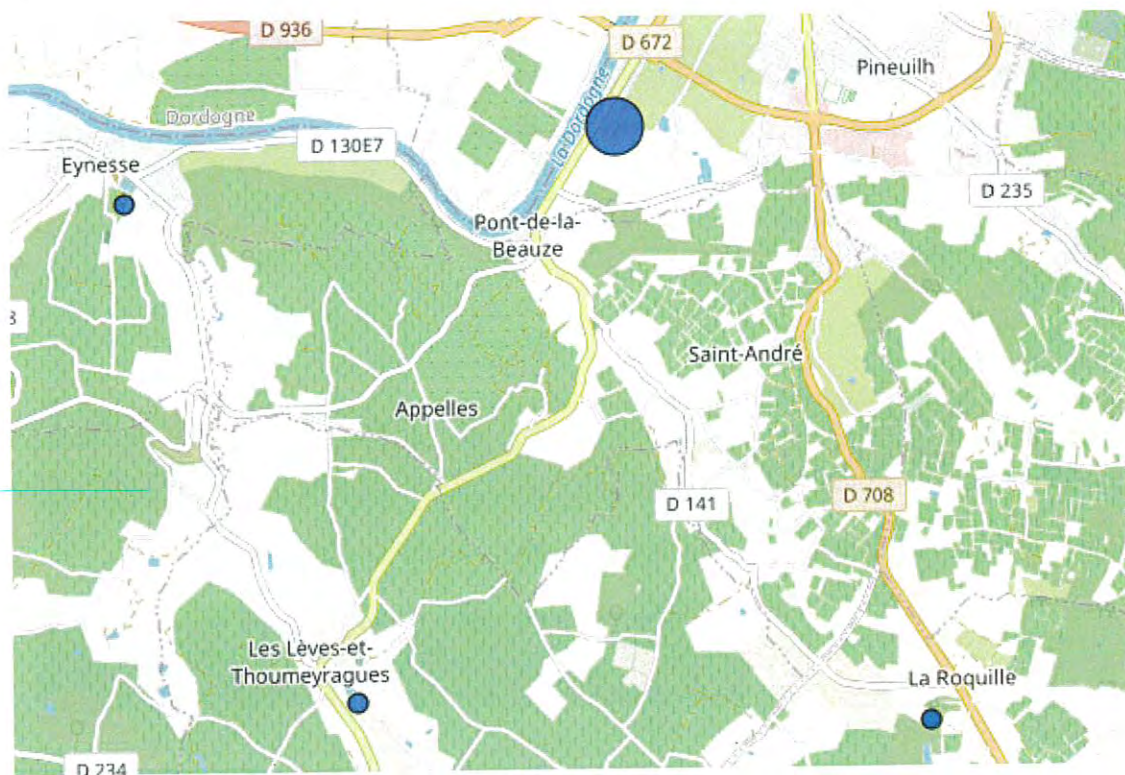 D 936
D 672
Pineuilh
Dordogne
La Dordogne
D 130E7
Eynesse
D 235
Pont-de-la-
Beauze
8
Saint-André
Appelles
D 141
D 708
Les Lèves-et-
Thoumeyragues
La Roquille
D 234